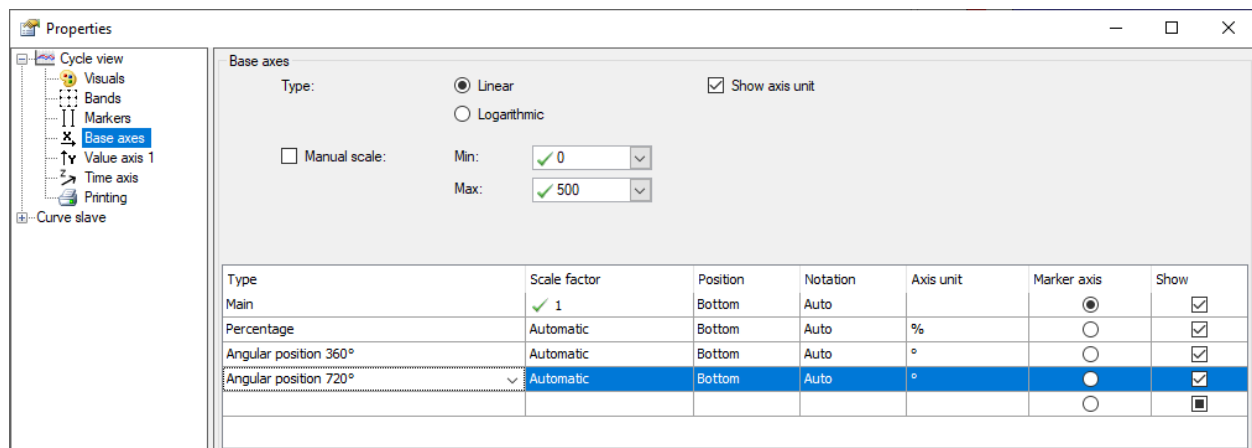 Properties
Cycle view
Visuals
Bands
Markers
Base axes
Value axis 1
Time axis
Printing
Curve slave
Base axes
Type: Linear Show axis unit
Logarithmic
Manual scale: Min: 0
Max: 500
Type Scale factor Position Notation Axis unit Marker axis Show
Main 1 Bottom Auto
Percentage Automatic Bottom Auto %
Angular position 360° Automatic Bottom Auto °
Angular position 720° Automatic Bottom Auto °